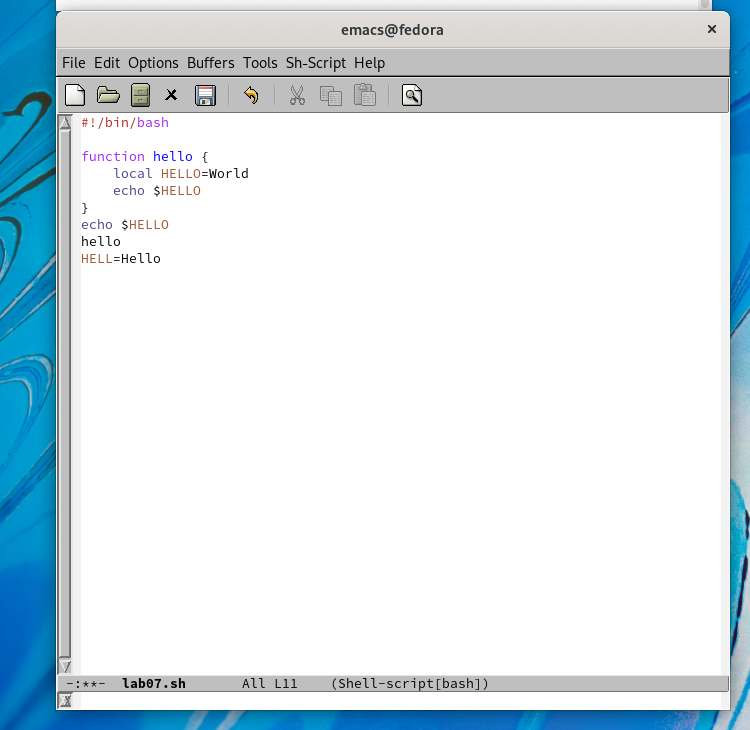 emacs@fedora
File Edit Options Buffers Tools Sh-Script Help
#!/bin/bash
function hello {
    local HELLO=World
    echo $HELLO
}
echo $HELLO
hello
HELL=Hello
-:**-  lab07.sh       All L11    (Shell-script[bash])